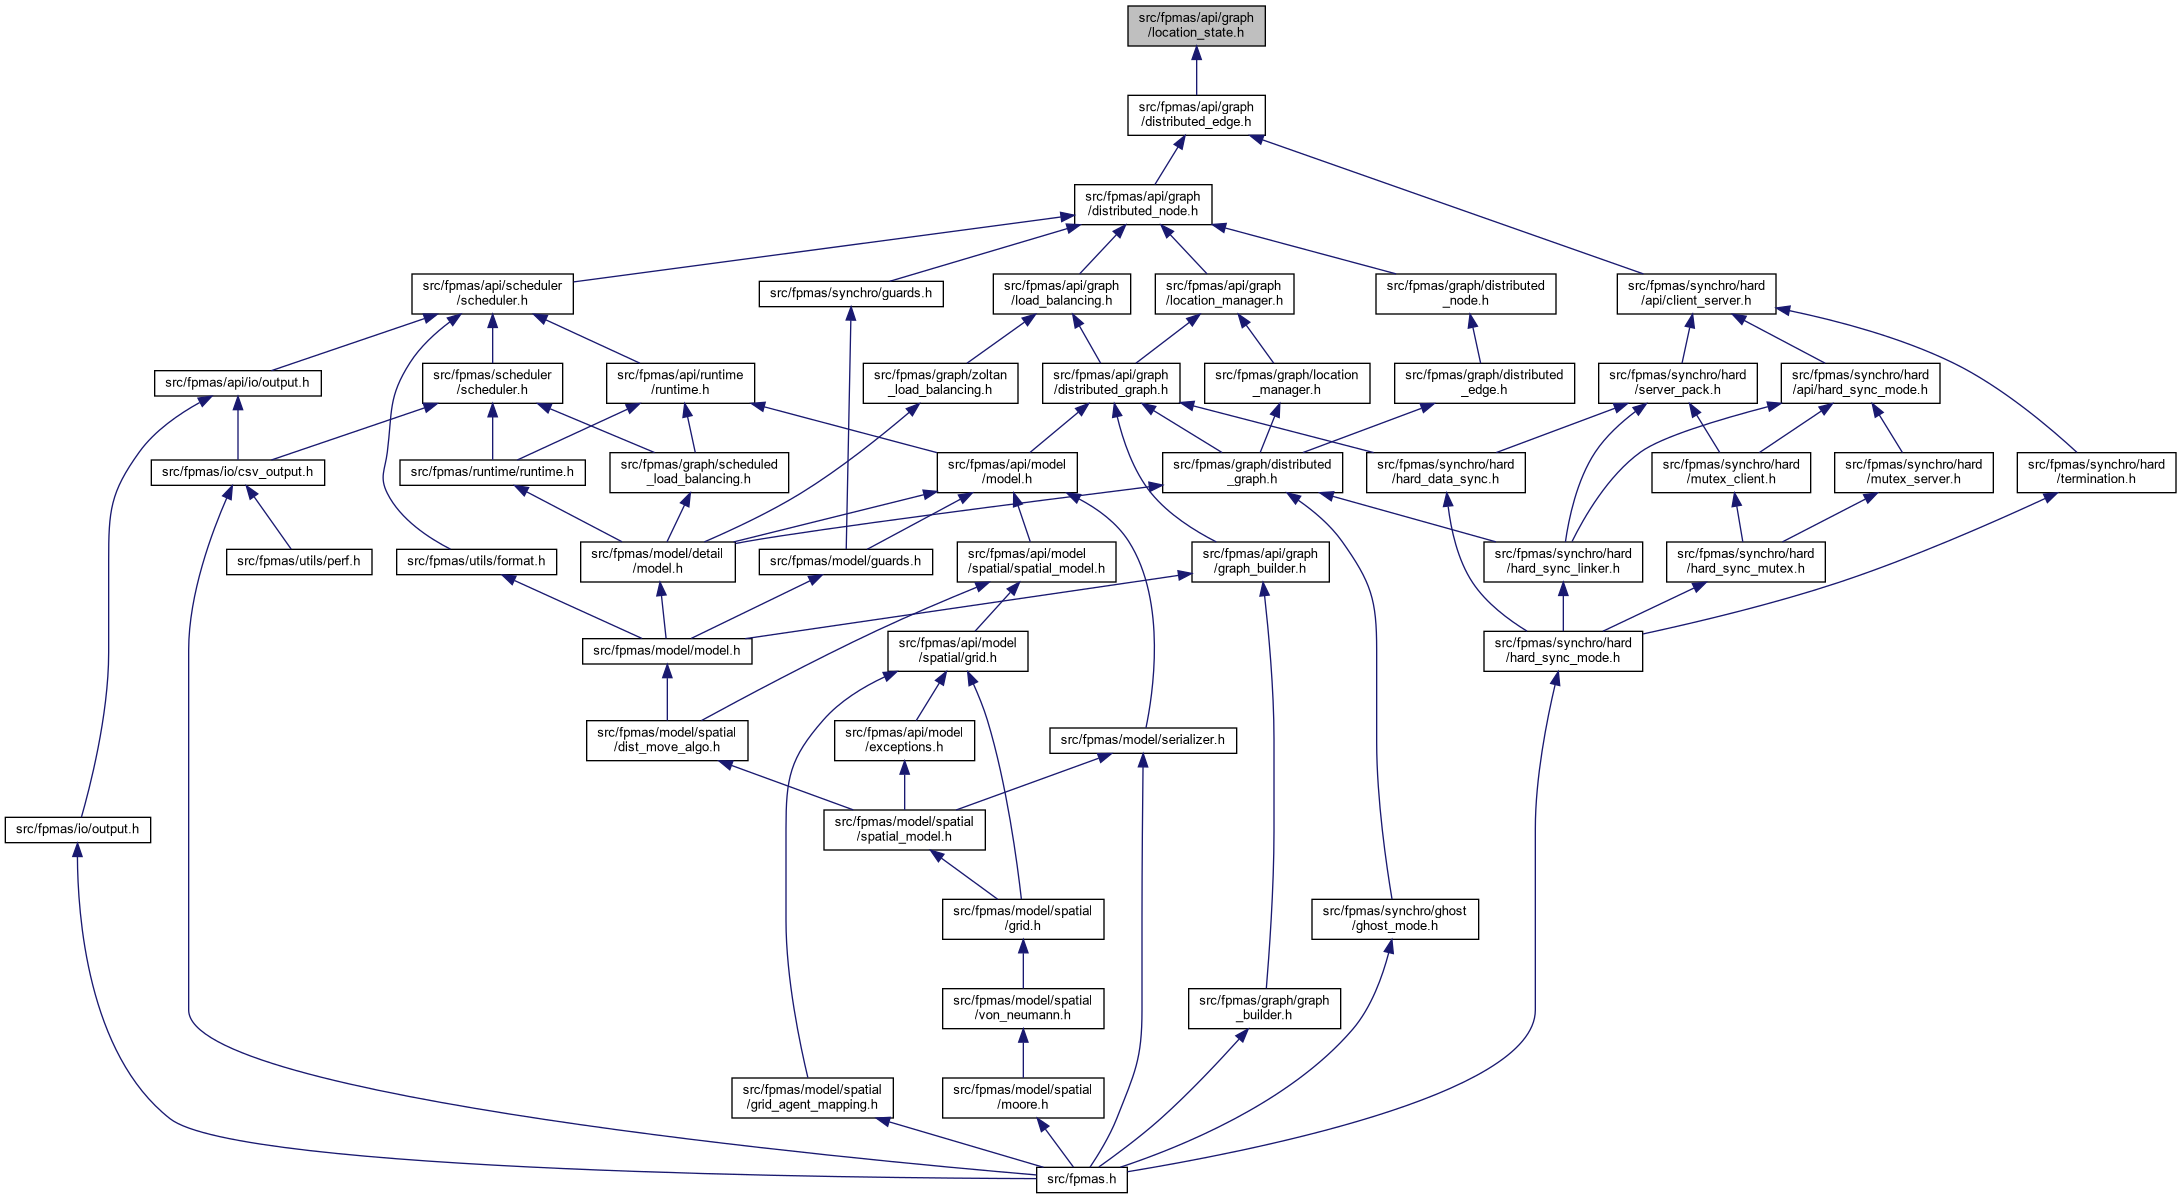 src/fpmas/api/graph
/location_state.h
src/fpmas/api/graph
/distributed_edge.h
src/fpmas/api/graph
/distributed_node.h
src/fpmas/api/scheduler
/scheduler.h
src/fpmas/synchro/guards.h
src/fpmas/api/graph
/load_balancing.h
src/fpmas/api/graph
/location_manager.h
src/fpmas/graph/distributed
_node.h
src/fpmas/synchro/hard
/api/client_server.h
src/fpmas/api/io/output.h
src/fpmas/scheduler
/scheduler.h
src/fpmas/api/runtime
/runtime.h
src/fpmas/graph/zoltan
_load_balancing.h
src/fpmas/api/graph
/distributed_graph.h
src/fpmas/graph/location
_manager.h
src/fpmas/graph/distributed
_edge.h
src/fpmas/synchro/hard
/server_pack.h
src/fpmas/synchro/hard
/api/hard_sync_mode.h
src/fpmas/io/csv_output.h
src/fpmas/runtime/runtime.h
src/fpmas/graph/scheduled
_load_balancing.h
src/fpmas/api/model
/model.h
src/fpmas/graph/distributed
_graph.h
src/fpmas/synchro/hard
/hard_data_sync.h
src/fpmas/synchro/hard
/mutex_client.h
src/fpmas/synchro/hard
/mutex_server.h
src/fpmas/synchro/hard
/termination.h
src/fpmas/utils/perf.h
src/fpmas/utils/format.h
src/fpmas/model/detail
/model.h
src/fpmas/model/guards.h
src/fpmas/api/model
/spatial/spatial_model.h
src/fpmas/api/graph
/graph_builder.h
src/fpmas/synchro/hard
/hard_sync_linker.h
src/fpmas/synchro/hard
/hard_sync_mutex.h
src/fpmas/model/model.h
src/fpmas/api/model
/spatial/grid.h
src/fpmas/synchro/hard
/hard_sync_mode.h
src/fpmas/model/spatial
/dist_move_algo.h
src/fpmas/api/model
/exceptions.h
src/fpmas/model/serializer.h
src/fpmas/io/output.h
src/fpmas/model/spatial
/spatial_model.h
src/fpmas/model/spatial
/grid.h
src/fpmas/synchro/ghost
/ghost_mode.h
src/fpmas/model/spatial
/von_neumann.h
src/fpmas/graph/graph
_builder.h
src/fpmas/model/spatial
/grid_agent_mapping.h
src/fpmas/model/spatial
/moore.h
src/fpmas.h